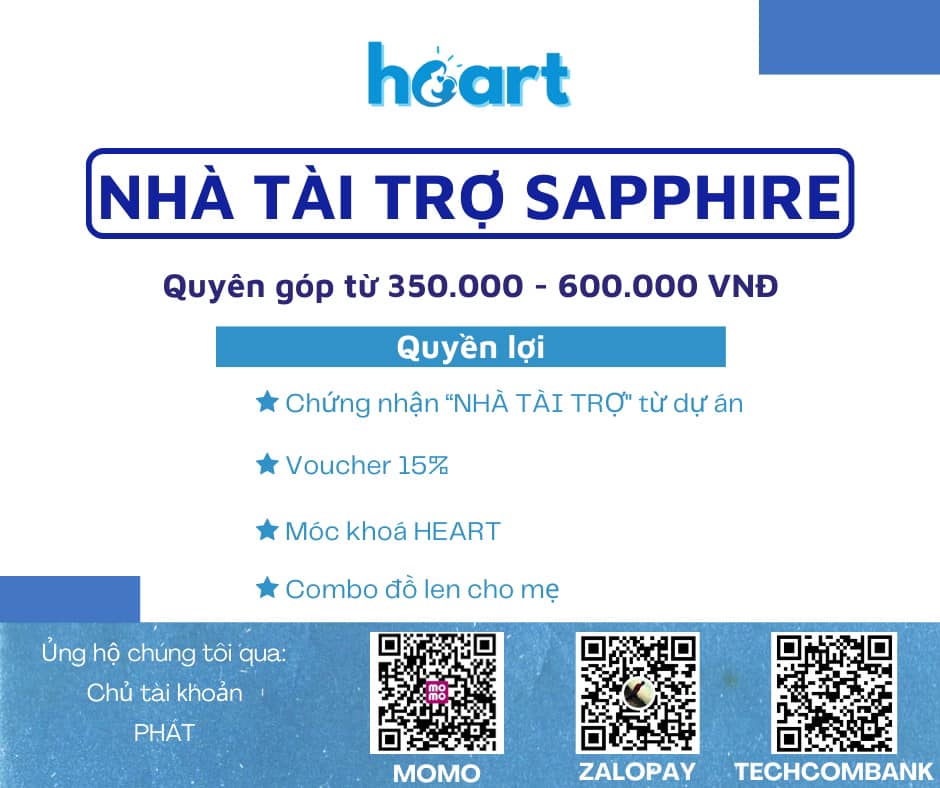 heart
NHÀ TÀI TRỢ SAPPHIRE
Quyên góp từ 350.000 - 600.000 VNĐ
Quyền lợi
Chứng nhận “NHÀ TÀI TRỢ" từ dự án
Voucher 15%
Móc khoá HEART
Combo đồ len cho mẹ
Ủng hộ chúng tôi qua:
Chủ tài khoản
PHÁT
mo
mo
MOMO
ZALOPAY
TECHCOMBANK